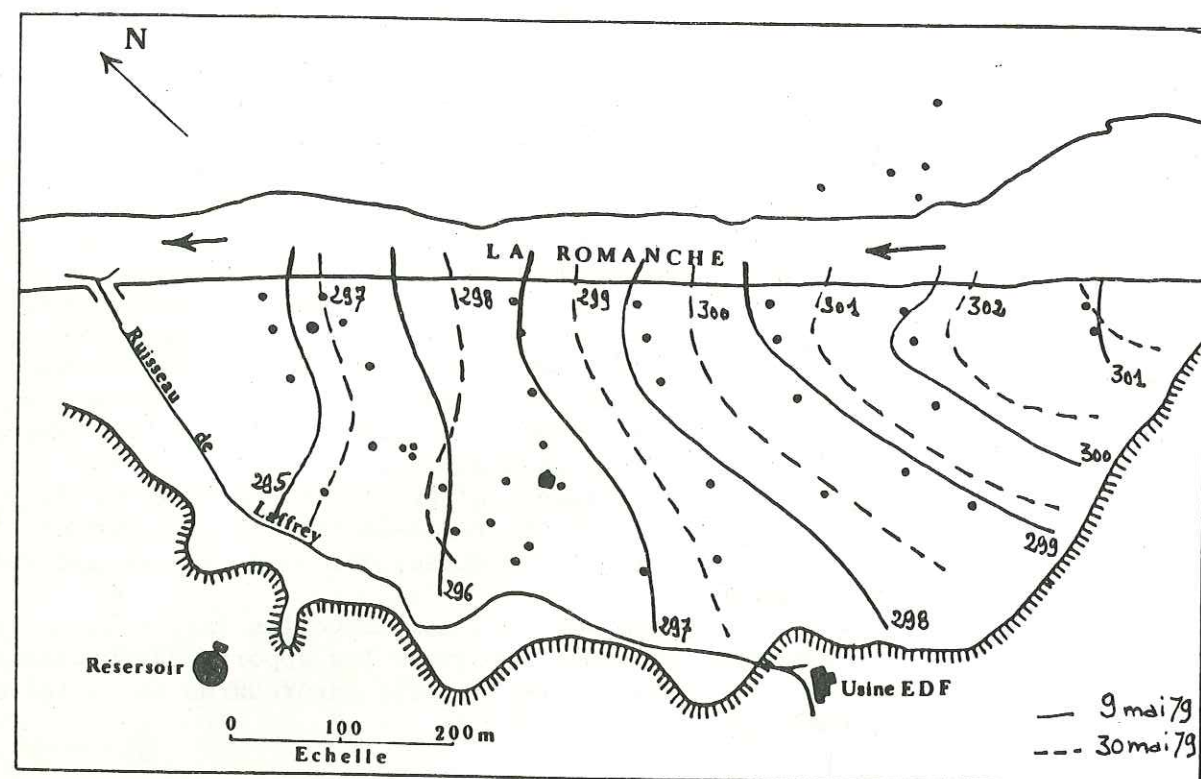 N
LA ROMANCHE
297
298
299
300
301
302
301
300
299
298
297
296
295
Ruisseau
de
Laffrey
Résersoir
Usine EDF
0 100 200 m
Echelle
9 mai 79
30 mai 79